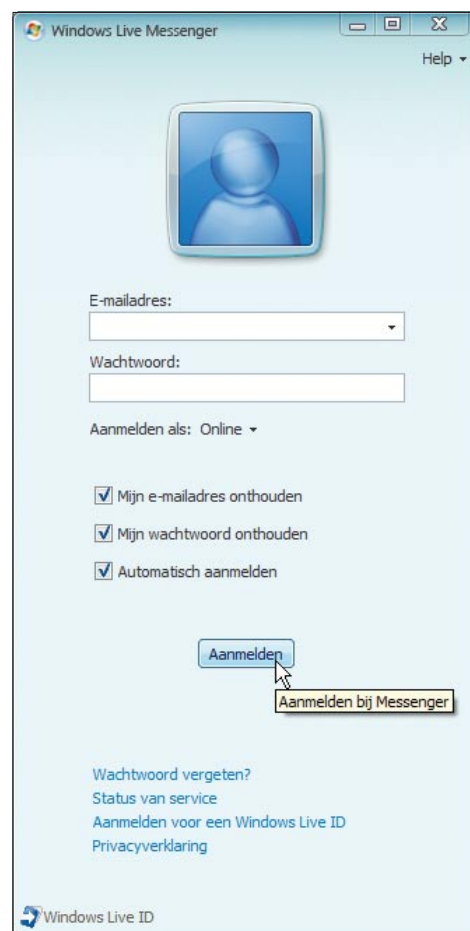 Windows Live Messenger
Help
E-mailadres:
Wachtwoord:
Aanmelden als: Online
Mijn e-mailadres onthouden
Mijn wachtwoord onthouden
Automatisch aanmelden
Aanmelden
Aanmelden bij Messenger
Wachtwoord vergeten?
Status van service
Aanmelden voor een Windows Live ID
Privacyverklaring
Windows Live ID